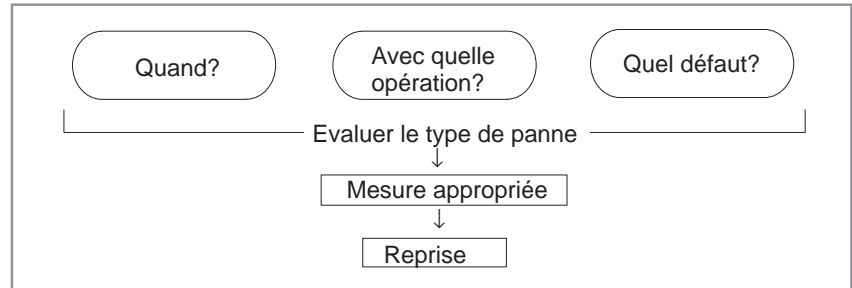 Quand?
Avec quelle
opération?
Quel défaut?
Evaluer le type de panne
Mesure appropriée
Reprise